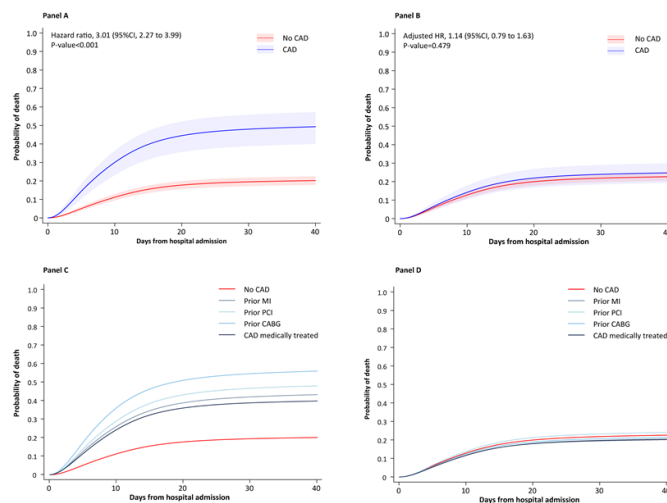 Panel A
Hazard ratio, 3.01 (95%CI, 2.27 to 3.99)
P-value<0.001
No CAD
CAD
Probability of death
1.0
0.9
0.8
0.7
0.6
0.5
0.4
0.3
0.2
0.1
0
0
10
20
30
40
Days from hospital admission
Panel B
Adjusted HR, 1.14 (95%CI, 0.79 to 1.63)
P-value=0.479
No CAD
CAD
Probability of death
1.0
0.9
0.8
0.7
0.6
0.5
0.4
0.3
0.2
0.1
0
0
10
20
30
40
Days from hospital admission
Panel C
No CAD
Prior MI
Prior PCI
Prior CABG
CAD medically treated
Probability of death
1.0
0.9
0.8
0.7
0.6
0.5
0.4
0.3
0.2
0.1
0
0
10
20
30
40
Days from hospital admission
Panel D
No CAD
Prior MI
Prior PCI
Prior CABG
CAD medically treated
Probability of death
1.0
0.9
0.8
0.7
0.6
0.5
0.4
0.3
0.2
0.1
0
0
10
20
30
40
Days from hospital admission